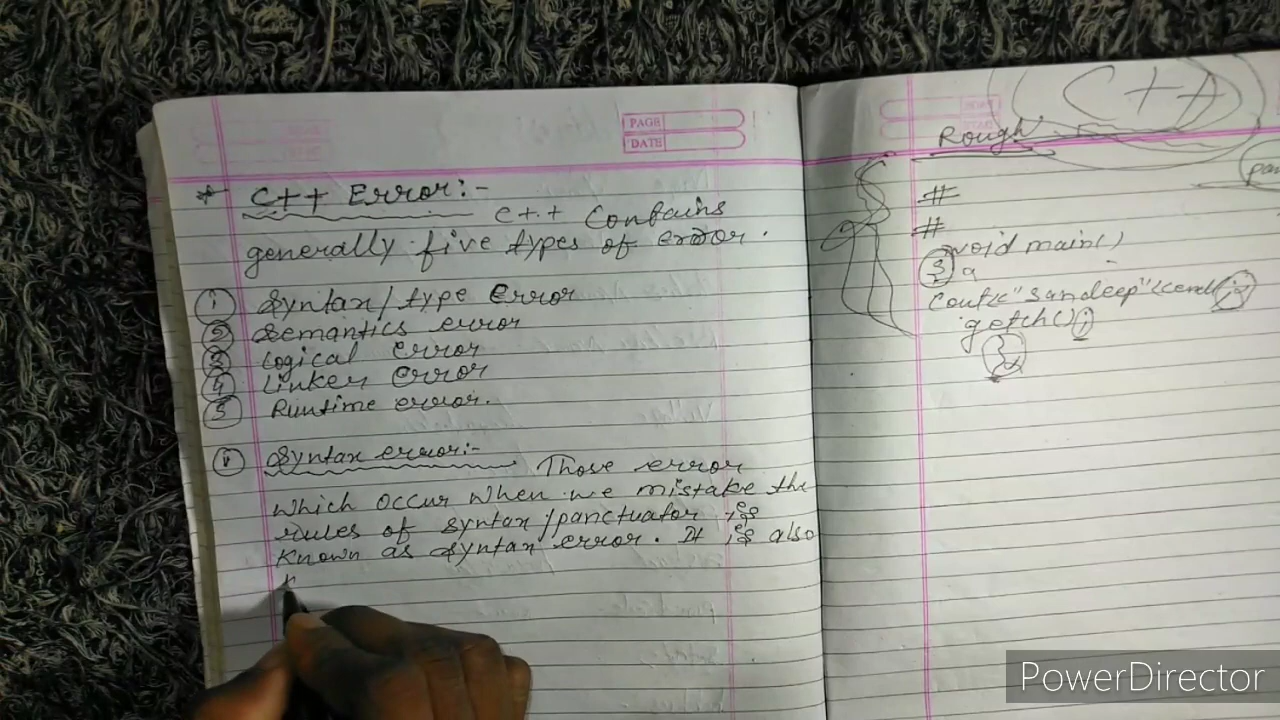 PAGE
DATE
* C++ Error:-
C++ Contains
generally five types of error.
① Syntax/type error
② Semantics error
③ Logical error
④ Linker error
⑤ Runtime error.
① Syntax error:-
Those error
which occur when we mistake the
rules of syntax/panctuator is
known as syntax error. It is also
C++
Rough
#
#
void main()
{
cout<<"Sandeep"<<endl;
getch();
}
PowerDirector